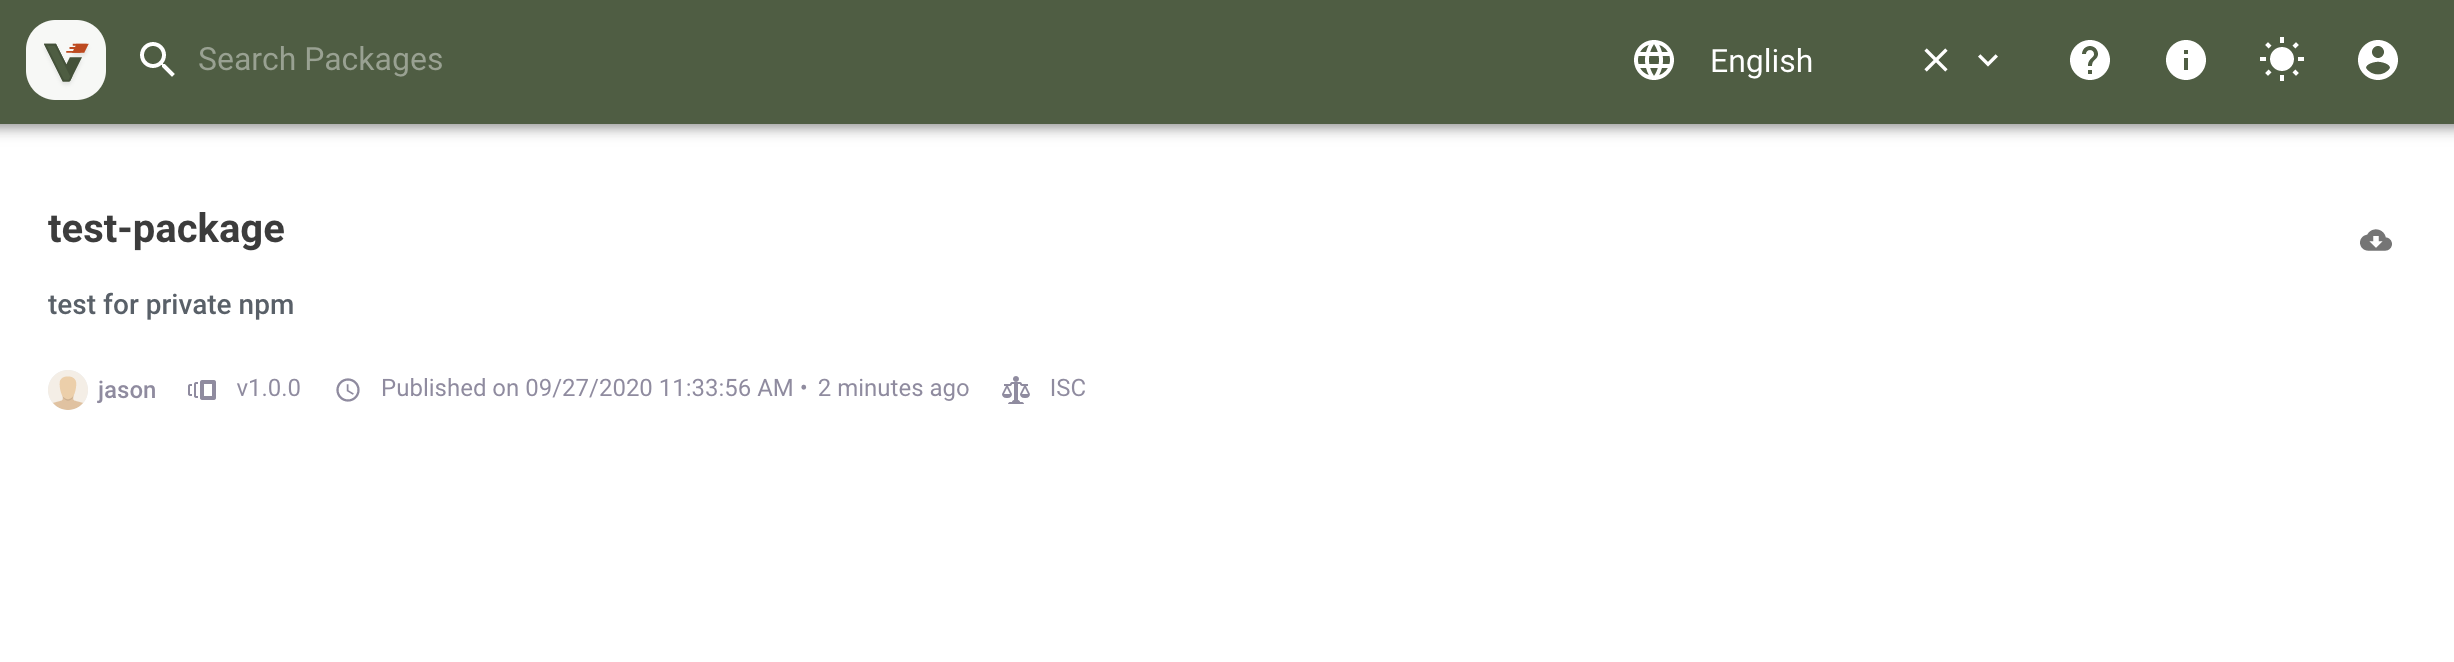 Search Packages
English
test-package
test for private npm
jason v1.0.0 Published on 09/27/2020 11:33:56 AM • 2 minutes ago ISC